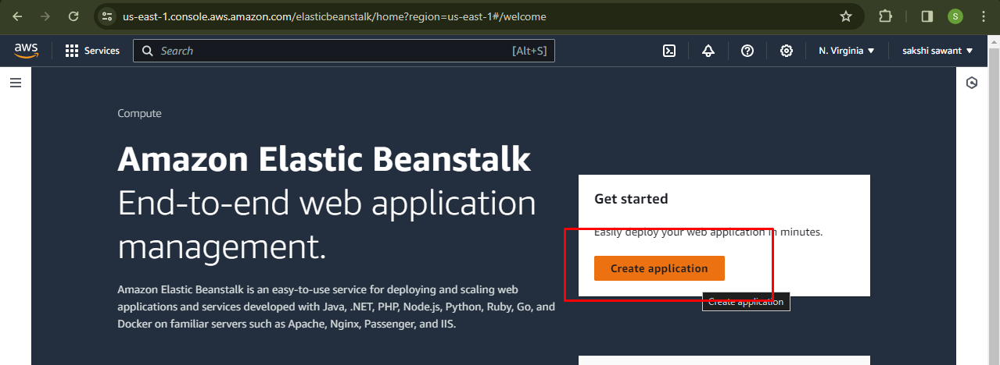 us-east-1.console.aws.amazon.com/elasticbeanstalk/home?region=us-east-1#/welcome
S
aws
Services
Search
[Alt+S]
N. Virginia
sakshi sawant
Compute
Amazon Elastic Beanstalk
End-to-end web application
management.
Amazon Elastic Beanstalk is an easy-to-use service for deploying and scaling web
applications and services developed with Java, .NET, PHP, Node.js, Python, Ruby, Go, and
Docker on familiar servers such as Apache, Nginx, Passenger, and IIS.
Get started
Easily deploy your web application in minutes.
Create application
Create application